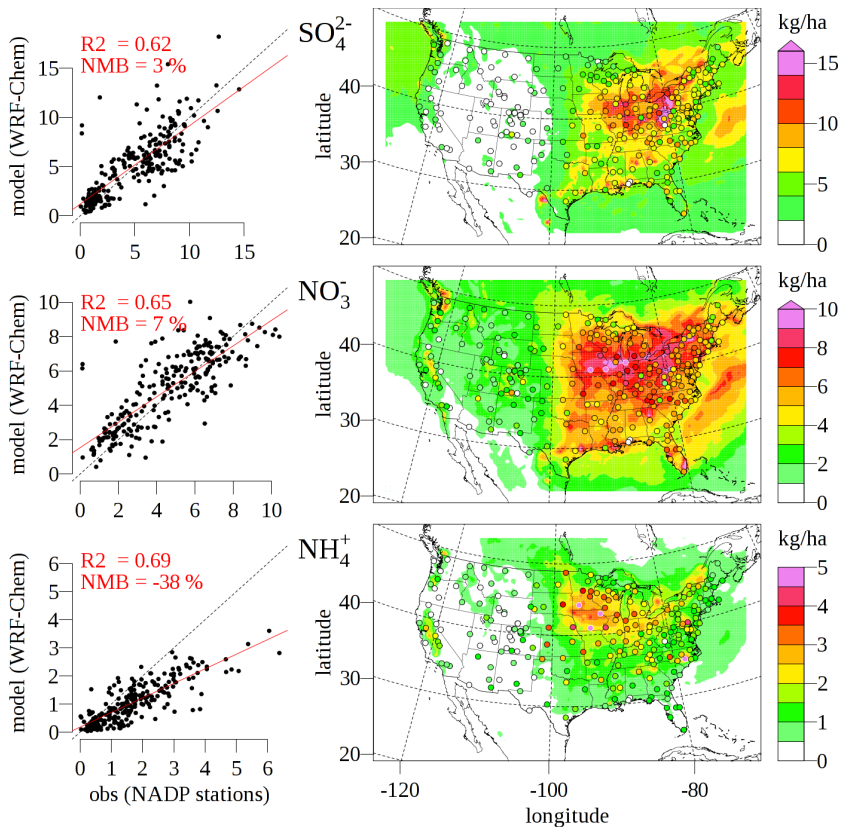 R2 = 0.62
NMB = 3 %
model (WRF-Chem)
15
10
5
0
0 5 10 15
SO₄²⁻
latitude
40
30
20
kg/ha
15
10
5
0
R2 = 0.65
NMB = 7 %
model (WRF-Chem)
10
8
6
4
2
0
0 2 4 6 8 10
NO₃⁻
latitude
40
30
20
kg/ha
10
8
6
4
2
0
R2 = 0.69
NMB = -38 %
model (WRF-Chem)
6
5
4
3
2
1
0
0 1 2 3 4 5 6
obs (NADP stations)
NH₄⁺
latitude
40
30
20
-120 -100 -80
longitude
kg/ha
5
4
3
2
1
0